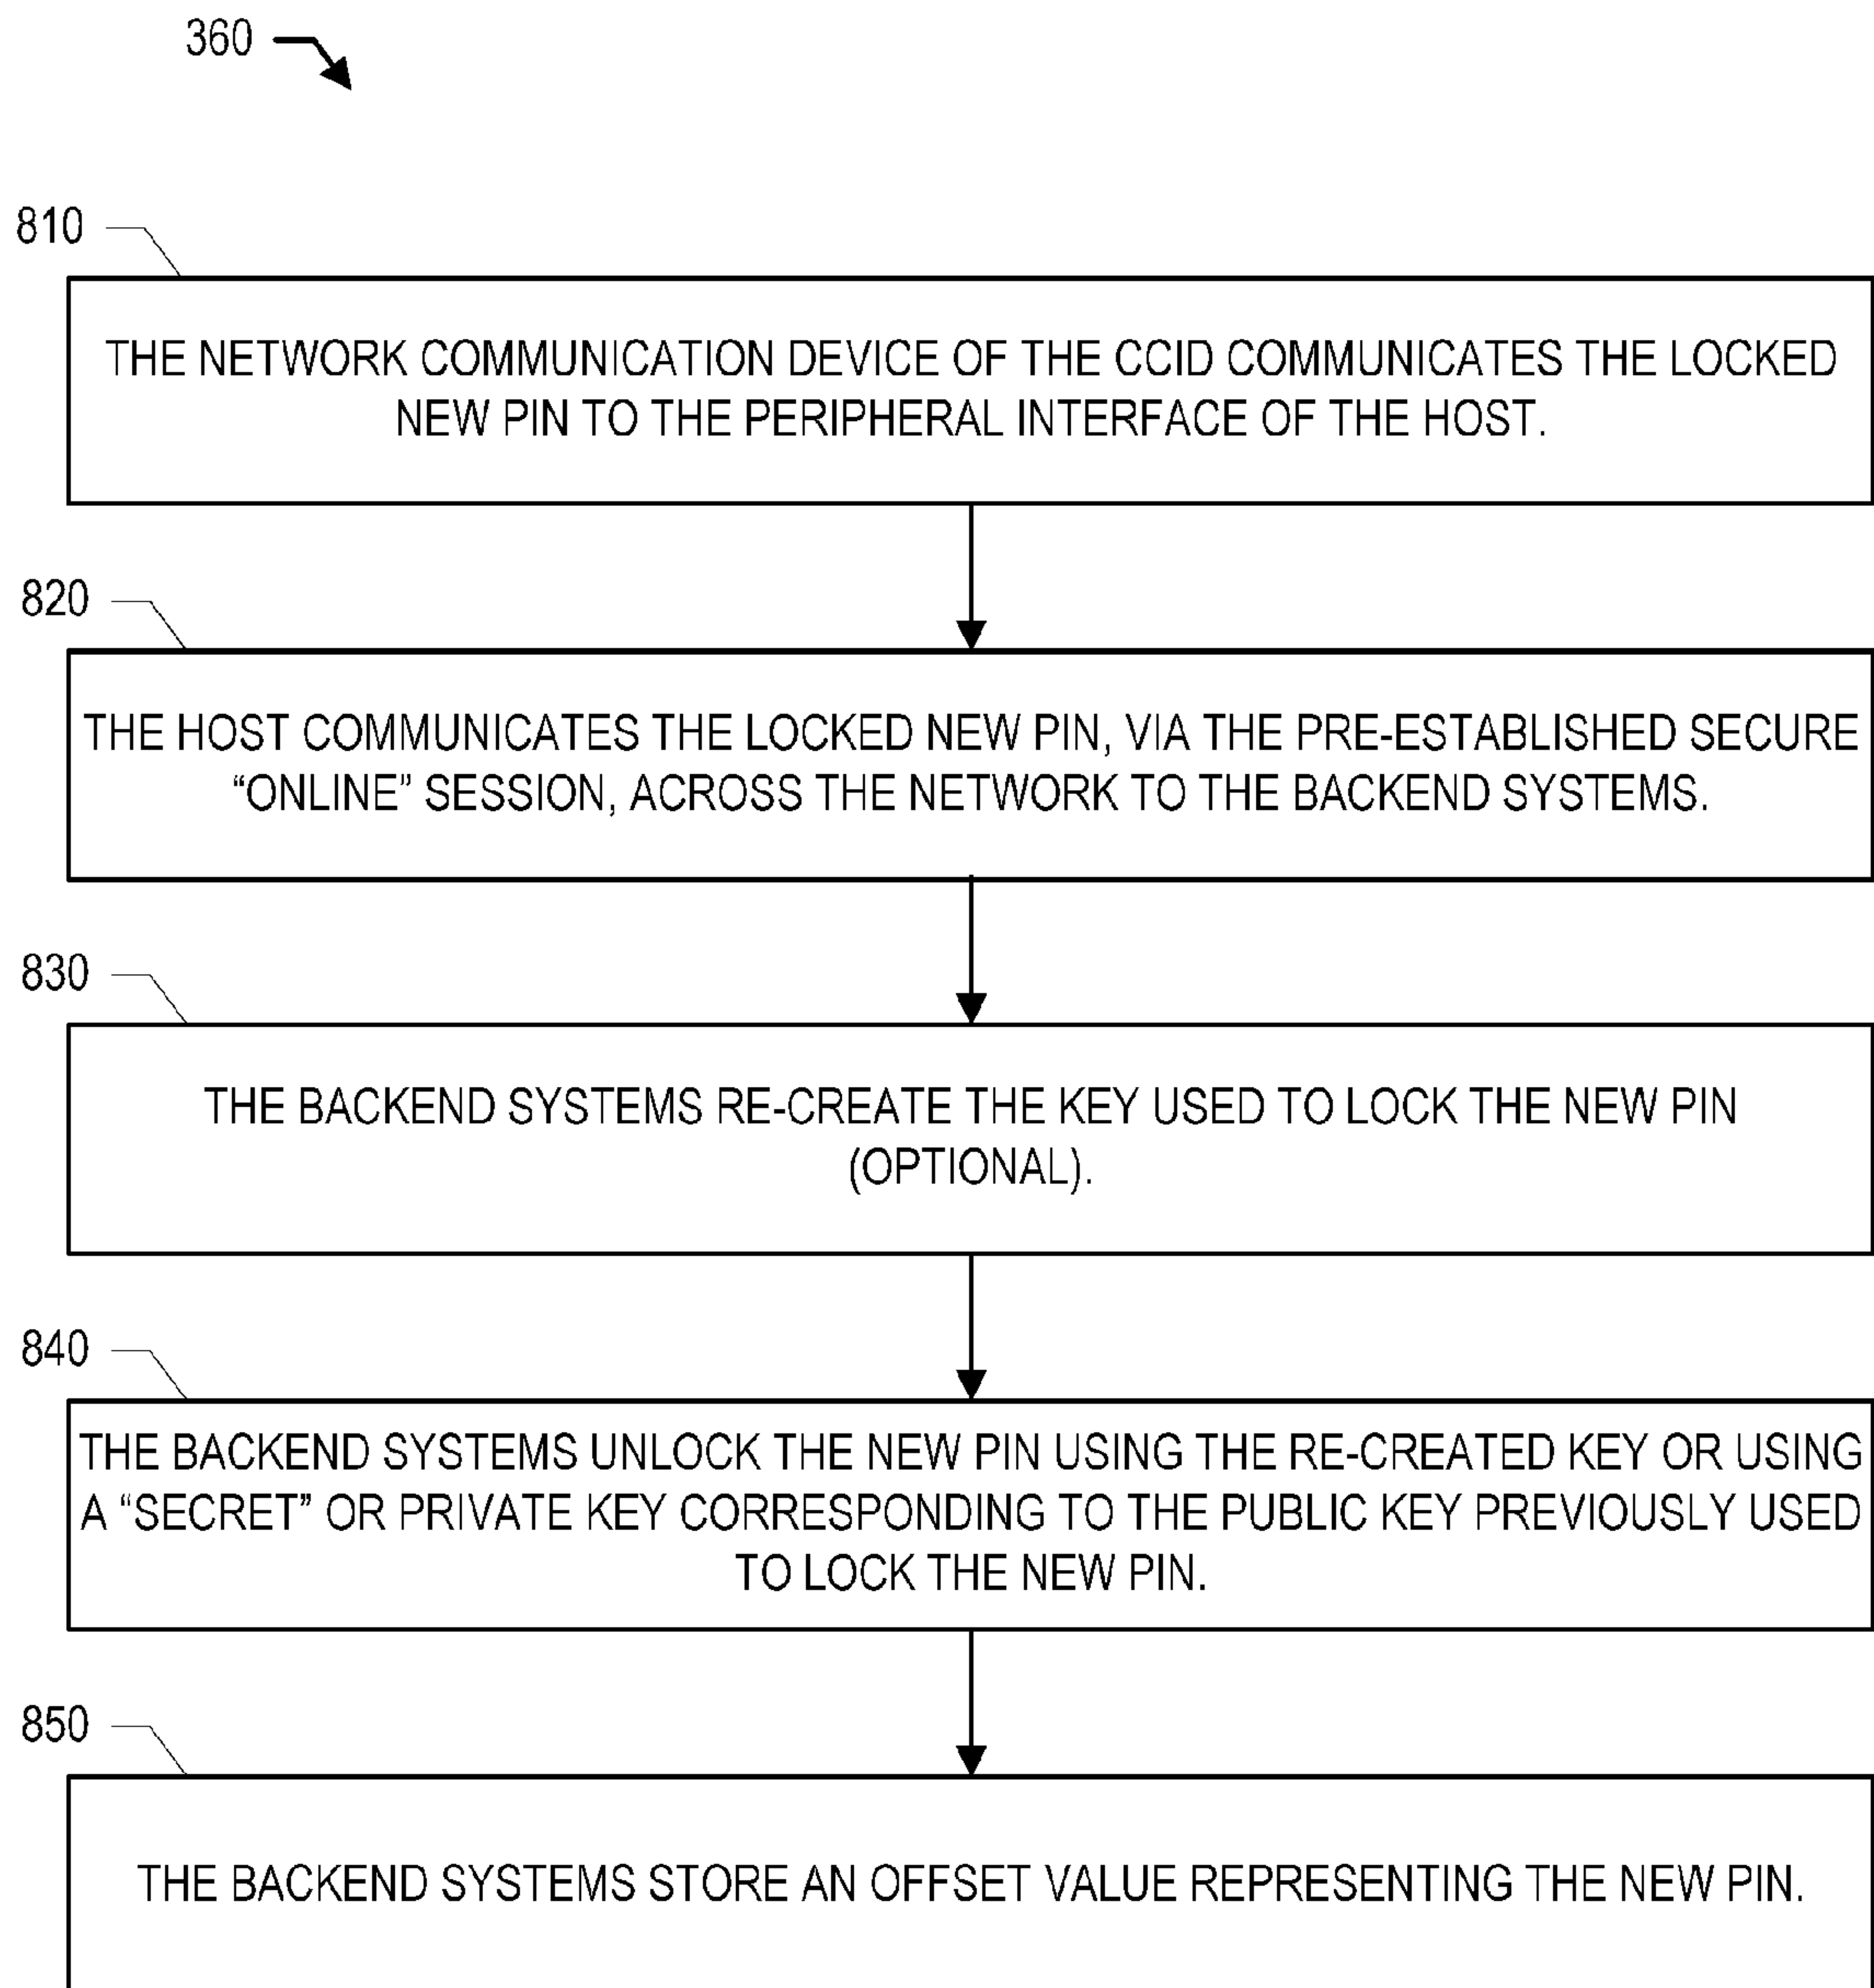 360
810
THE NETWORK COMMUNICATION DEVICE OF THE CCID COMMUNICATES THE LOCKED
NEW PIN TO THE PERIPHERAL INTERFACE OF THE HOST.
820
THE HOST COMMUNICATES THE LOCKED NEW PIN, VIA THE PRE-ESTABLISHED SECURE
“ONLINE” SESSION, ACROSS THE NETWORK TO THE BACKEND SYSTEMS.
830
THE BACKEND SYSTEMS RE-CREATE THE KEY USED TO LOCK THE NEW PIN
(OPTIONAL).
840
THE BACKEND SYSTEMS UNLOCK THE NEW PIN USING THE RE-CREATED KEY OR USING
A “SECRET” OR PRIVATE KEY CORRESPONDING TO THE PUBLIC KEY PREVIOUSLY USED
TO LOCK THE NEW PIN.
850
THE BACKEND SYSTEMS STORE AN OFFSET VALUE REPRESENTING THE NEW PIN.